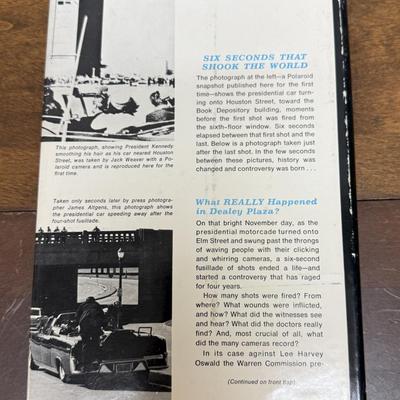 SIX SECONDS THAT
SHOOK THE WORLD
The photograph at the left—a Polaroid
snapshot published here for the first
time—shows the presidential car turn-
ing onto Houston Street, toward the
Book Depository building, moments
before the first shot was fired from
the sixth-floor window. Six seconds
elapsed between that first shot and the
last. Below is a photograph taken just
after the last shot. In the few seconds
between these pictures, history was
changed and controversy was born . . .
This photograph, showing President Kennedy
smoothing his hair as his car neared Houston
Street, was taken by Jack Weaver with a Po-
laroid camera and is reproduced here for the
first time.
Taken only seconds later by press photogra-
pher James Altgens, this photograph shows
the presidential car speeding away after the
four-shot fusillade.
What REALLY Happened
in Dealey Plaza?
On that bright November day, as the
presidential motorcade turned onto
Elm Street and swung past the throngs
of waving people with their clicking
and whirring cameras, a six-second
fusillade of shots ended a life—and
started a controversy that has raged
for four years.
How many shots were fired? From
where? What wounds were inflicted,
and how? What did the witnesses see
and hear? What did the doctors really
find? And, most crucial of all, what
did the many cameras record?
In its case against Lee Harvey
Oswald the Warren Commission pre-
(Continued on front flap)